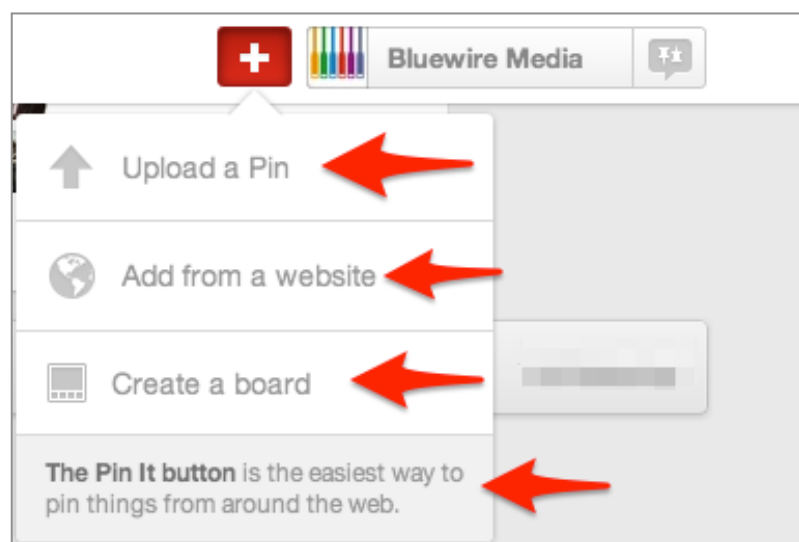 Bluewire Media
Upload a Pin
Add from a website
Create a board
The Pin It button is the easiest way to
pin things from around the web.